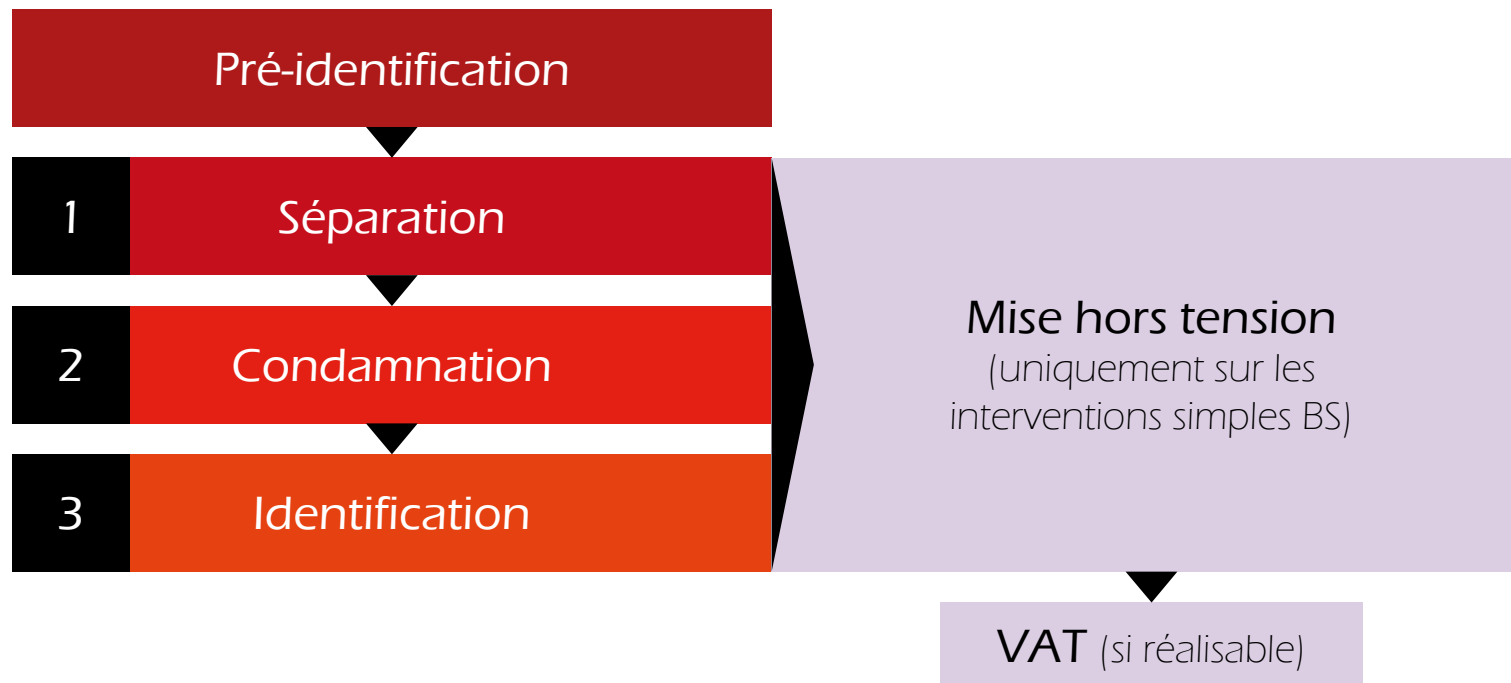 Pré-identification
1 Séparation
2 Condamnation
3 Identification
Mise hors tension
(uniquement sur les
interventions simples BS)
VAT (si réalisable)